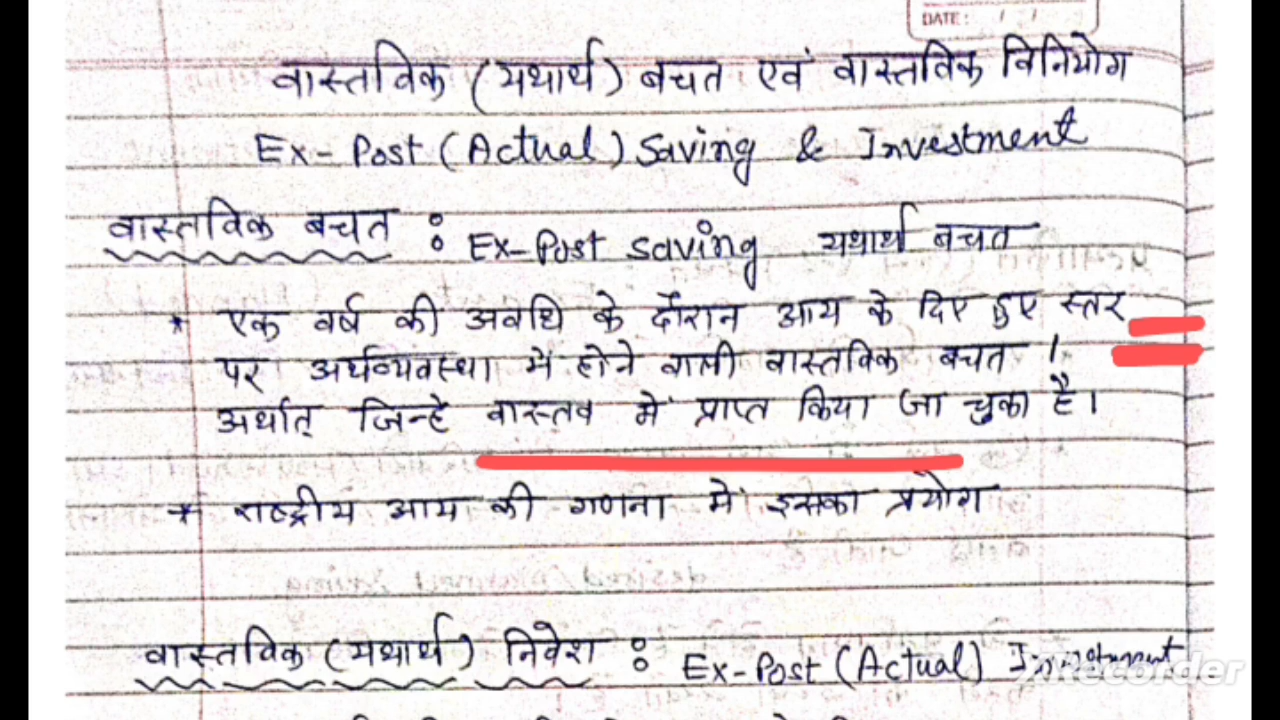 DATE: / /
वास्तविक (यथार्थ) बचत एवं वास्तविक विनियोग
Ex-Post (Actual) Saving & Investment
वास्तविक बचत : Ex-Post saving यथार्थ बचत
* एक वर्ष की अवधि के दौरान आय के दिए हुए स्तर
पर अर्थव्यवस्था में होने वाली वास्तविक बचत ।
अर्थात् जिन्हे वास्तव में प्राप्त किया जा चुका है।
* राष्ट्रीय आय की गणना में इसका प्रयोग
वास्तविक (यथार्थ) निवेश : Ex-Post (Actual) Investment
Recorder